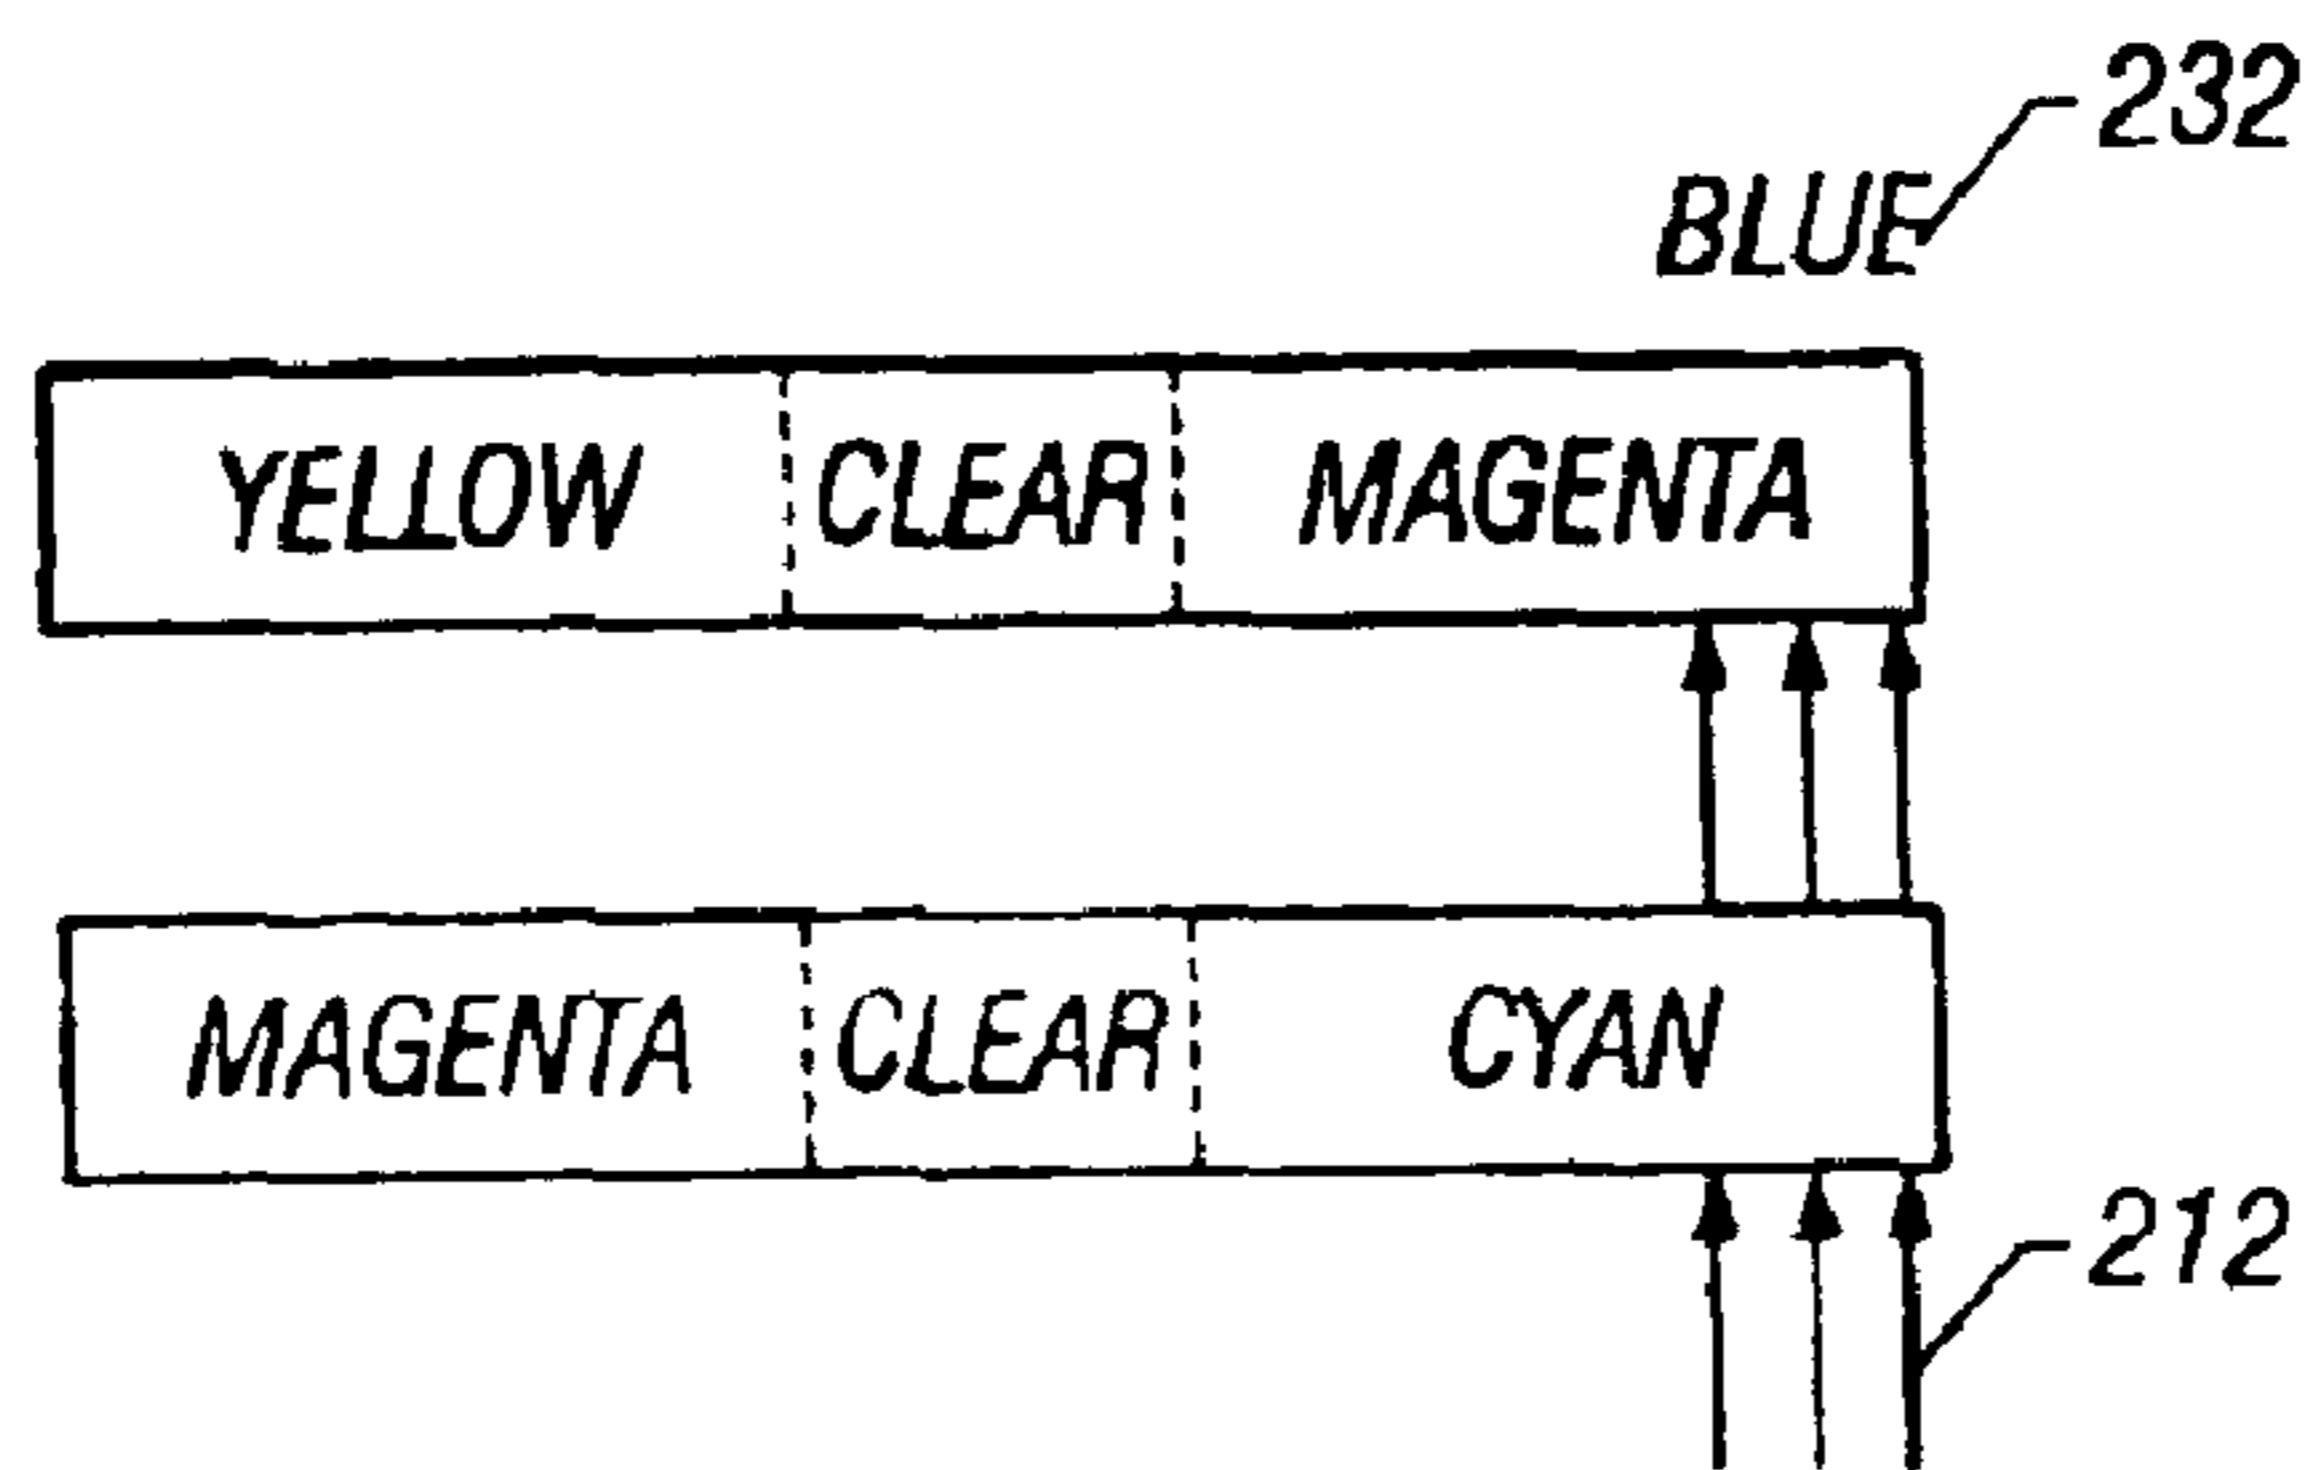 232
BLUE
YELLOW CLEAR MAGENTA
MAGENTA CLEAR CYAN
212